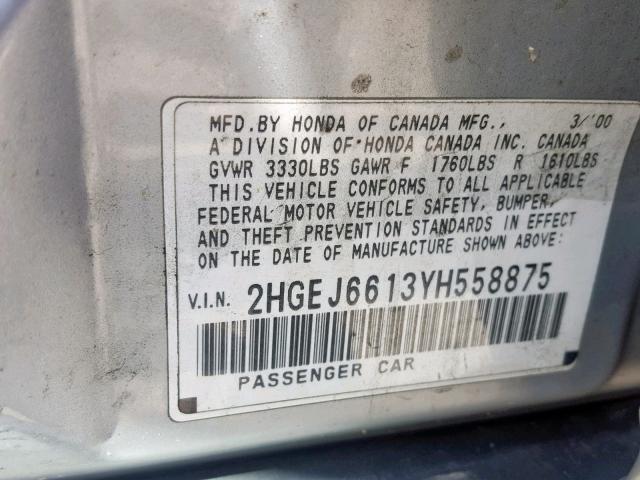 MFD.BY HONDA OF CANADA MFG., 3/'00
A DIVISION OF HONDA CANADA INC. CANADA
GVWR 3330LBS GAWR F 1760LBS R 1610LBS
THIS VEHICLE CONFORMS TO ALL APPLICABLE
FEDERAL MOTOR VEHICLE SAFETY, BUMPER,
AND THEFT PREVENTION STANDARDS IN EFFECT
ON THE DATE OF MANUFACTURE SHOWN ABOVE:
V.I.N. 2HGEJ6613YH558875
PASSENGER CAR